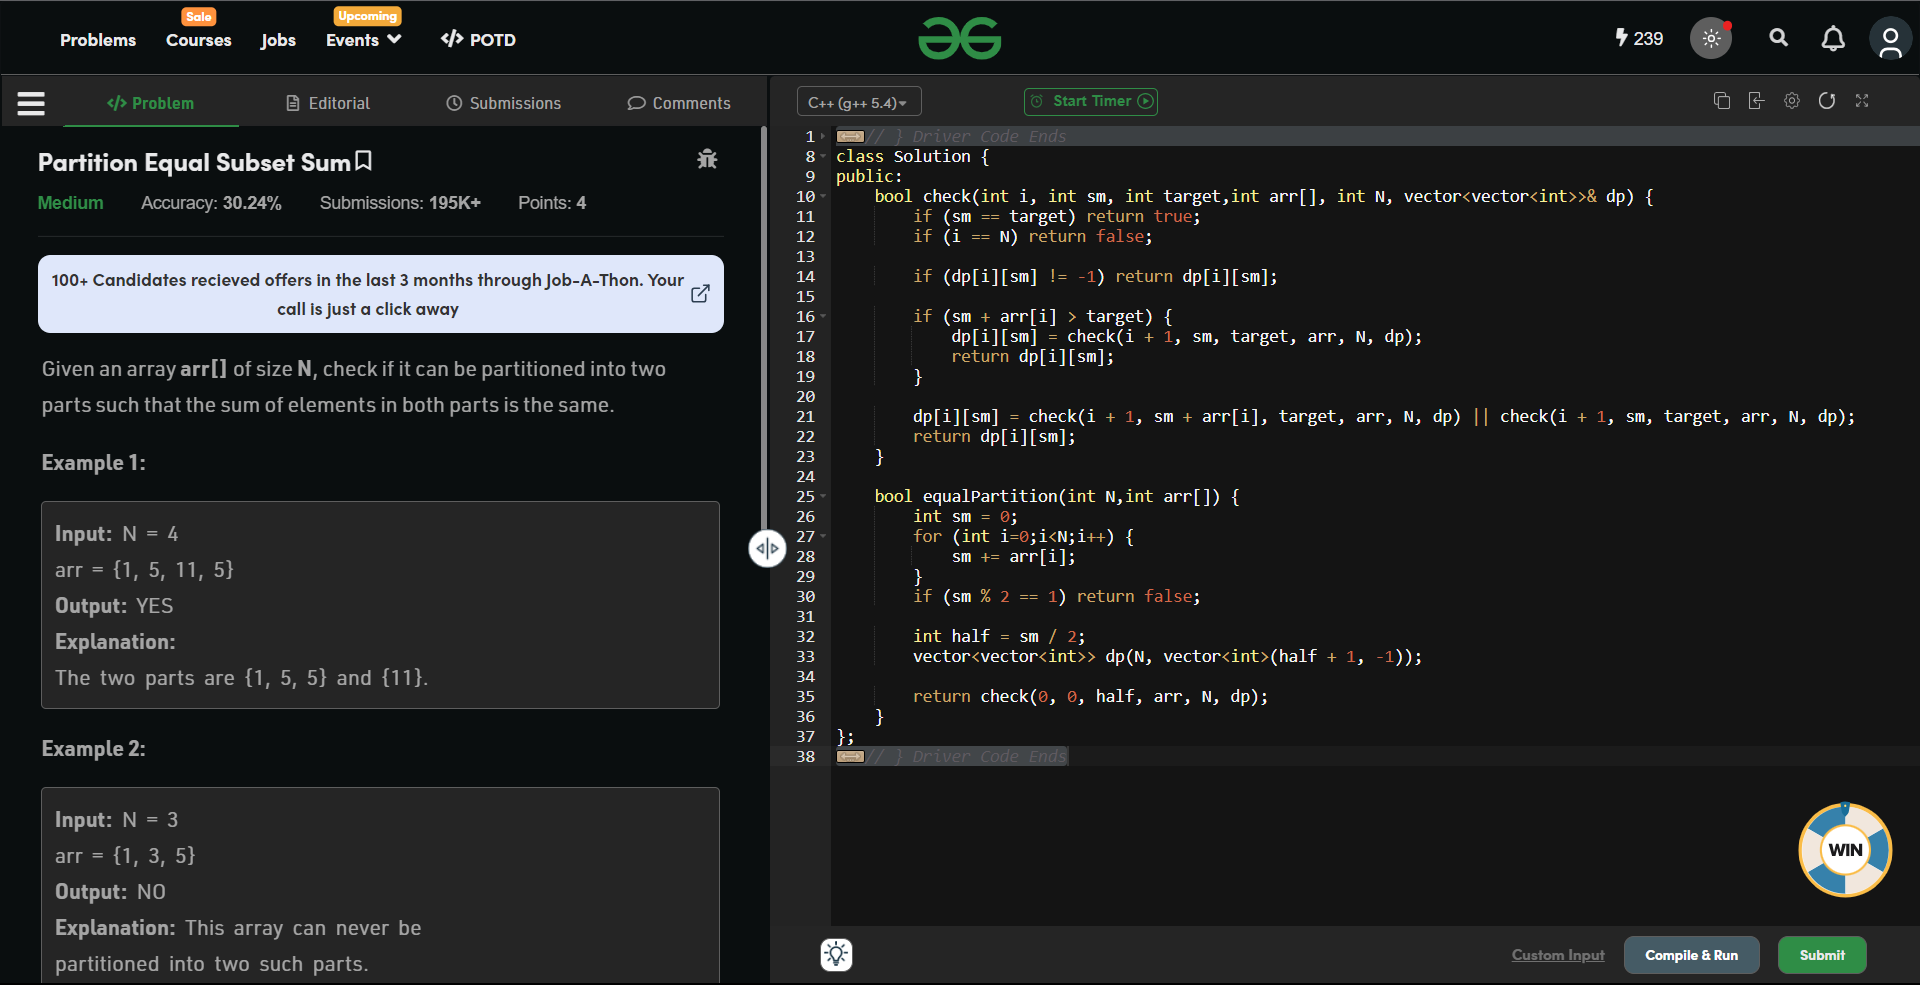 Sale
Upcoming
Problems Courses Jobs Events </> POTD
239
</> Problem Editorial Submissions Comments
Partition Equal Subset Sum
Medium Accuracy: 30.24% Submissions: 195K+ Points: 4
100+ Candidates recieved offers in the last 3 months through Job-A-Thon. Your
call is just a click away
Given an array arr[] of size N, check if it can be partitioned into two
parts such that the sum of elements in both parts is the same.
Example 1:
Input: N = 4
arr = {1, 5, 11, 5}
Output: YES
Explanation:
The two parts are {1, 5, 5} and {11}.
Example 2:
Input: N = 3
arr = {1, 3, 5}
Output: NO
Explanation: This array can never be
partitioned into two such parts.
C++ (g++ 5.4) Start Timer
1 // } Driver Code Ends
8 class Solution {
9 public:
10 bool check(int i, int sm, int target,int arr[], int N, vector<vector<int>>& dp) {
11 if (sm == target) return true;
12 if (i == N) return false;
13
14 if (dp[i][sm] != -1) return dp[i][sm];
15
16 if (sm + arr[i] > target) {
17 dp[i][sm] = check(i + 1, sm, target, arr, N, dp);
18 return dp[i][sm];
19 }
20
21 dp[i][sm] = check(i + 1, sm + arr[i], target, arr, N, dp) || check(i + 1, sm, target, arr, N, dp);
22 return dp[i][sm];
23 }
24
25 bool equalPartition(int N,int arr[]) {
26 int sm = 0;
27 for (int i=0;i<N;i++) {
28 sm += arr[i];
29 }
30 if (sm % 2 == 1) return false;
31
32 int half = sm / 2;
33 vector<vector<int>> dp(N, vector<int>(half + 1, -1));
34
35 return check(0, 0, half, arr, N, dp);
36 }
37 };
38 // } Driver Code Ends
WIN
Custom Input Compile & Run Submit